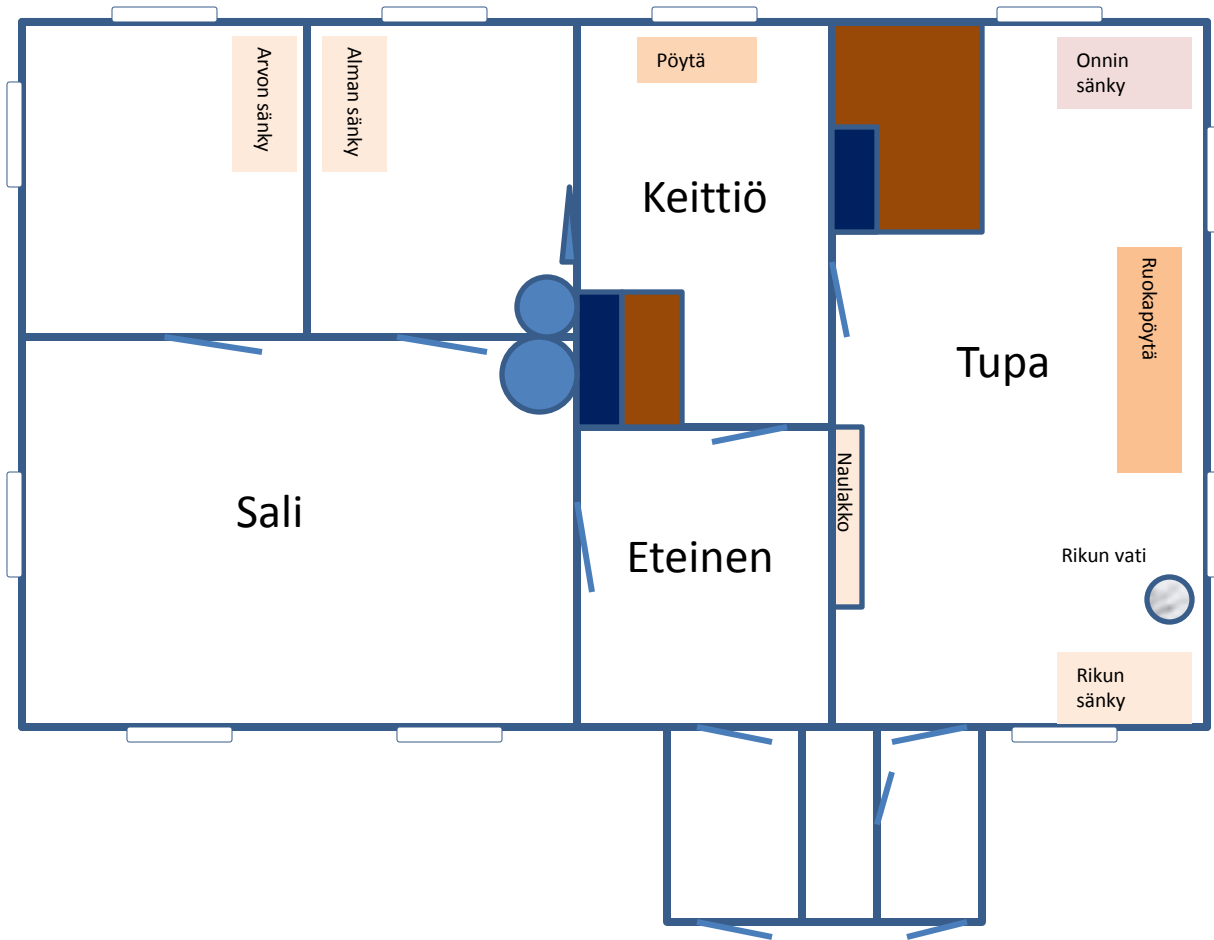 Arvon sänky
Alman sänky
Pöytä
Onnin
sänky
Keittiö
Ruokapöytä
Tupa
Naulakko
Sali
Eteinen
Rikun vati
Rikun
sänky